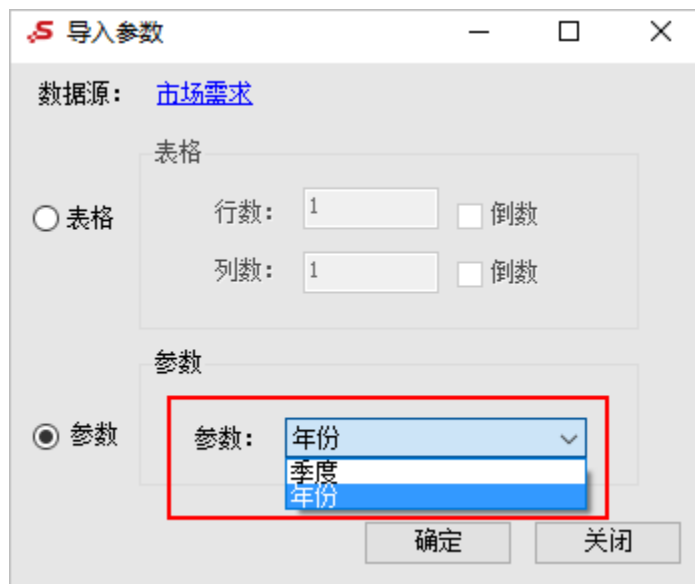 导入参数
数据源： 市场需求
表格
表格
行数： 1 倒数
列数： 1 倒数
参数
参数
参数： 年份
季度
年份
确定 关闭